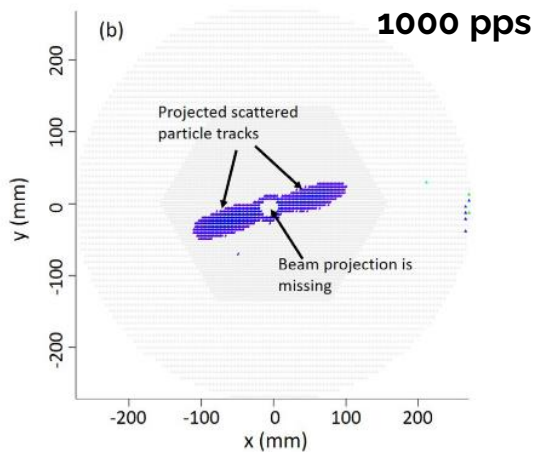 1000 pps
(b)
Projected scattered
particle tracks
Beam projection is
missing
y (mm)
200
100
0
-100
-200
-200 -100 0 100 200
x (mm)